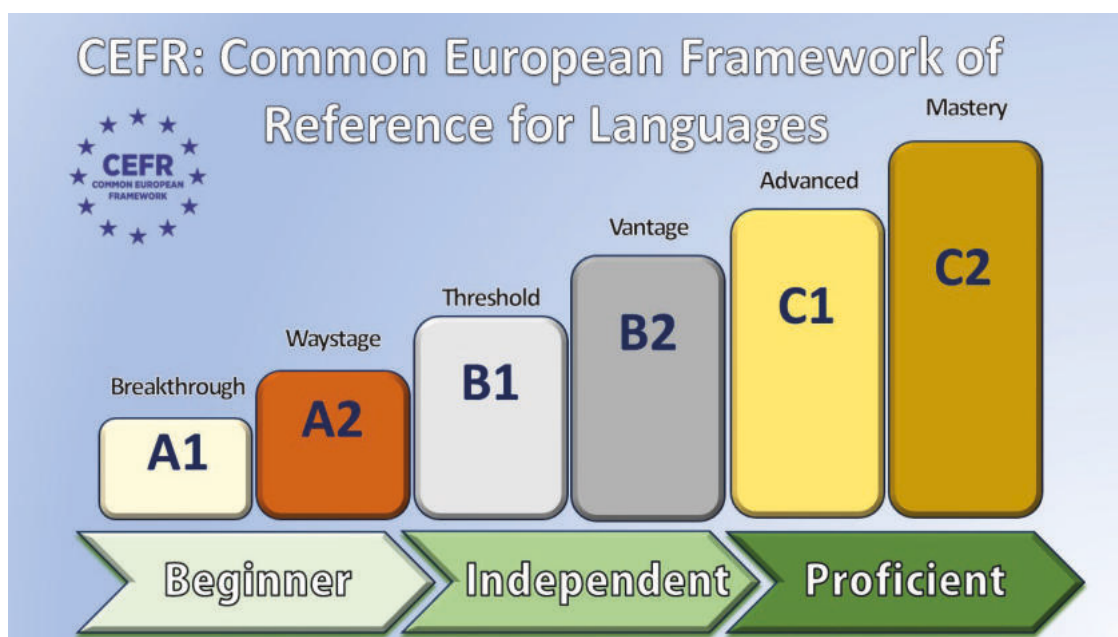 CEFR: Common European Framework of
Reference for Languages
CEFR
COMMON EUROPEAN
FRAMEWORK
Breakthrough
A1
Waystage
A2
Threshold
B1
Vantage
B2
Advanced
C1
Mastery
C2
Beginner
Independent
Proficient